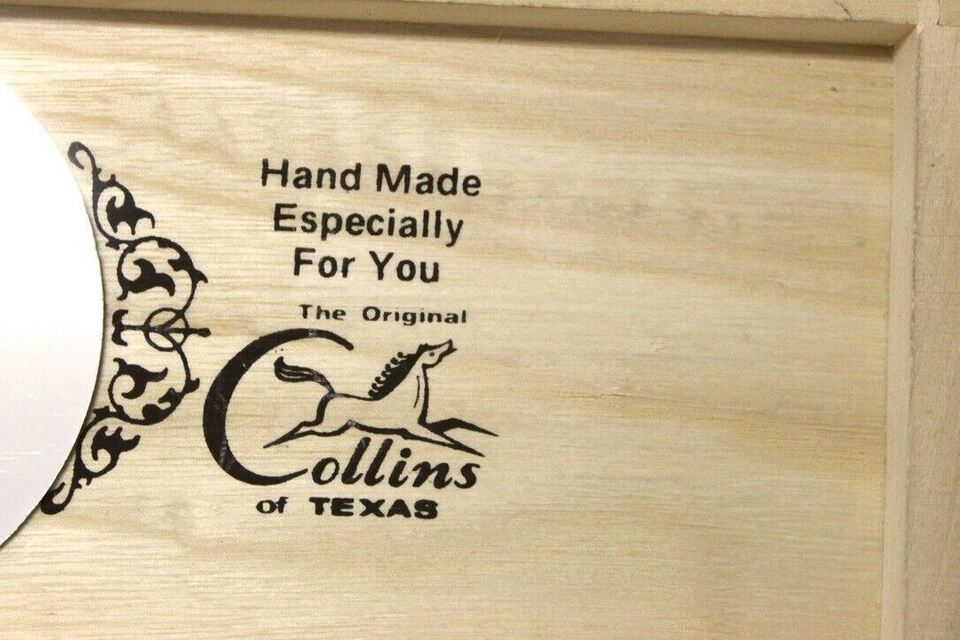 Hand Made
Especially
For You
The Original
Collins
of TEXAS